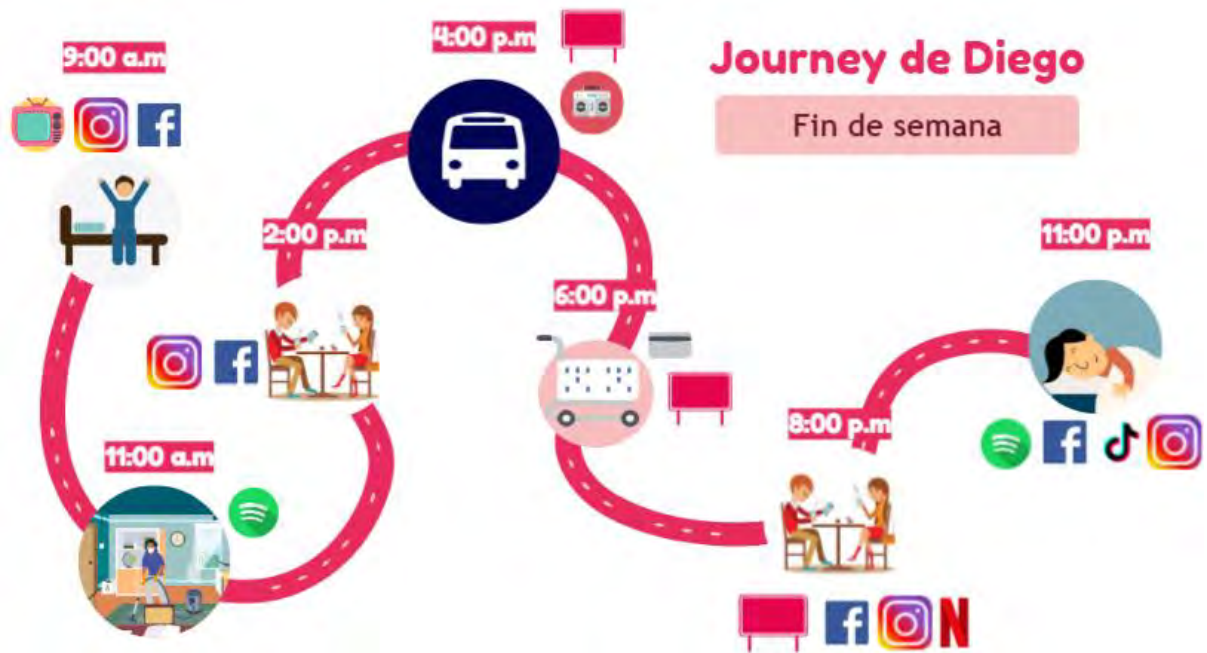 Journey de Diego
Fin de semana
9:00 a.m
11:00 a.m
2:00 p.m
4:00 p.m
6:00 p.m
8:00 p.m
11:00 p.m